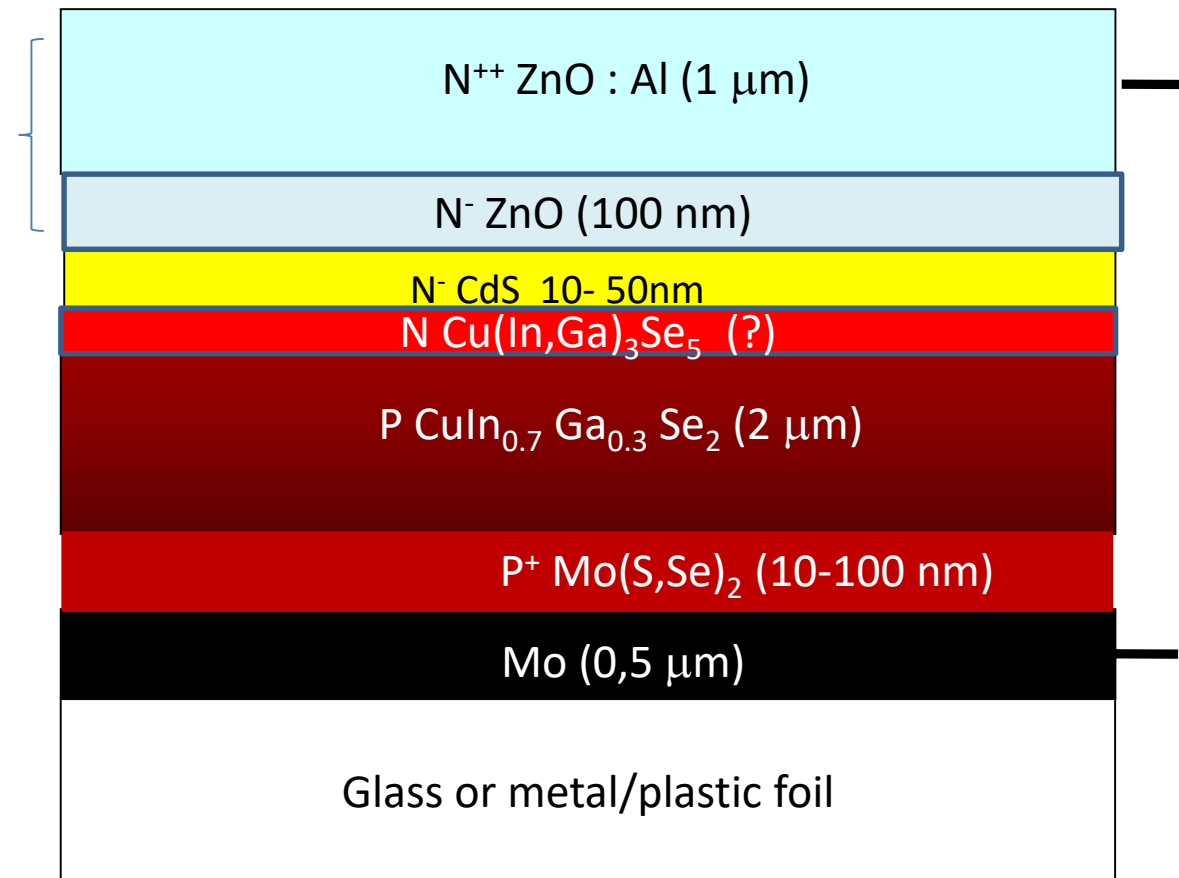 N⁺⁺ ZnO : Al (1 μm)
N⁻ ZnO (100 nm)
N⁻ CdS 10- 50nm
N Cu(In,Ga)₃Se₅ (?)
P CuIn₀.₇ Ga₀.₃ Se₂ (2 μm)
P⁺ Mo(S,Se)₂ (10-100 nm)
Mo (0,5 μm)
Glass or metal/plastic foil